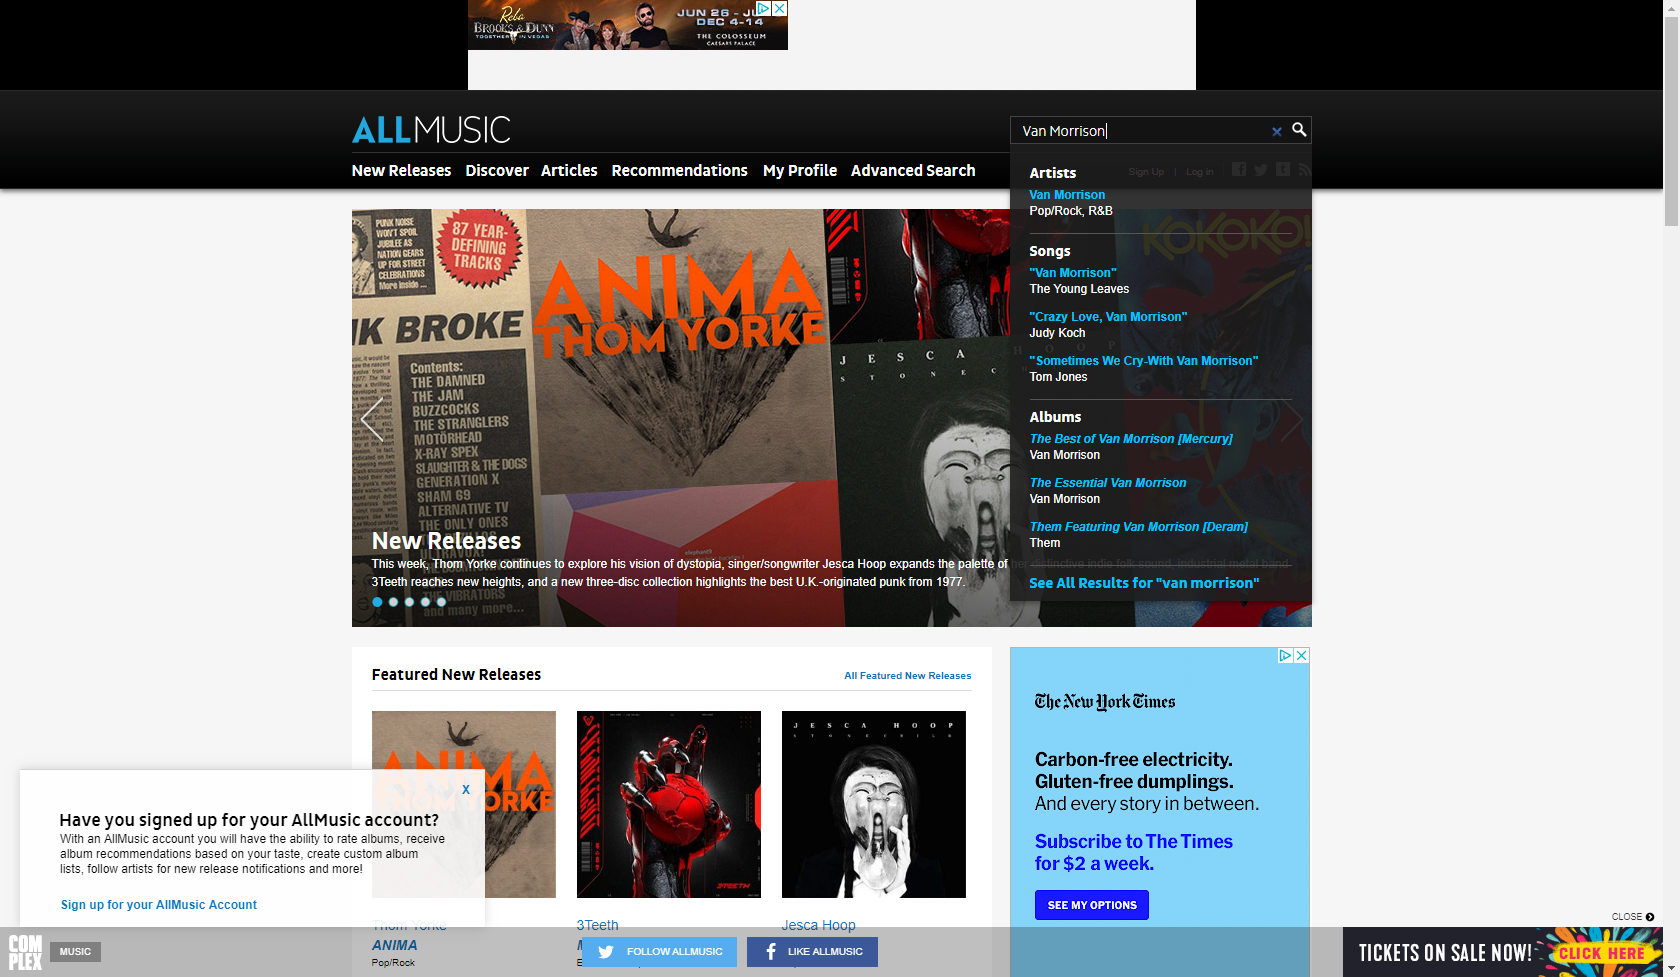 Reba
BROOKS & DUNN
TOGETHER IN VEGAS
JUN 26 - JU
DEC 4-14
THE COLOSSEUM
CAESARS PALACE
ALLMUSIC
Van Morrison
New Releases
Discover
Articles
Recommendations
My Profile
Advanced Search
Sign Up | Log in
Artists
Van Morrison
Pop/Rock, R&B
Songs
"Van Morrison"
The Young Leaves
"Crazy Love, Van Morrison"
Judy Koch
"Sometimes We Cry-With Van Morrison"
Tom Jones
Albums
The Best of Van Morrison [Mercury]
Van Morrison
The Essential Van Morrison
Van Morrison
Them Featuring Van Morrison [Deram]
Them
See All Results for "van morrison"
PUNK NOISE
WON'T SPOIL
JUBILEE AS
NATION GEARS
UP FOR STREET
CELEBRATIONS
More inside ...
87 YEAR-
DEFINING
TRACKS
K BROKE
Contents:
THE DAMNED
THE JAM
BUZZCOCKS
THE STRANGLERS
MOTÖRHEAD
X-RAY SPEX
SLAUGHTER & THE DOGS
GENERATION X
SHAM 69
ALTERNATIVE TV
THE ONLY ONES
ULTRAVOX!
THE VIBRATORS
and many more...
ANIMA
THOM YORKE
JESCA
STONEC
KOKOKO!
New Releases
This week, Thom Yorke continues to explore his vision of dystopia, singer/songwriter Jesca Hoop expands the palette of her distinctive indie folk sound, industrial metal band
3Teeth reaches new heights, and a new three-disc collection highlights the best U.K.-originated punk from 1977.
Featured New Releases
All Featured New Releases
ANIMA
THOM YORKE
3TEETH
JESCA HOOP
STONECHILD
Thom Yorke
ANIMA
Pop/Rock
3Teeth
Jesca Hoop
The New York Times
Carbon-free electricity.
Gluten-free dumplings.
And every story in between.
Subscribe to The Times
for $2 a week.
SEE MY OPTIONS
x
Have you signed up for your AllMusic account?
With an AllMusic account you will have the ability to rate albums, receive
album recommendations based on your taste, create custom album
lists, follow artists for new release notifications and more!
Sign up for your AllMusic Account
COM
PLEX
MUSIC
FOLLOW ALLMUSIC
LIKE ALLMUSIC
CLOSE
TICKETS ON SALE NOW!
CLICK HERE